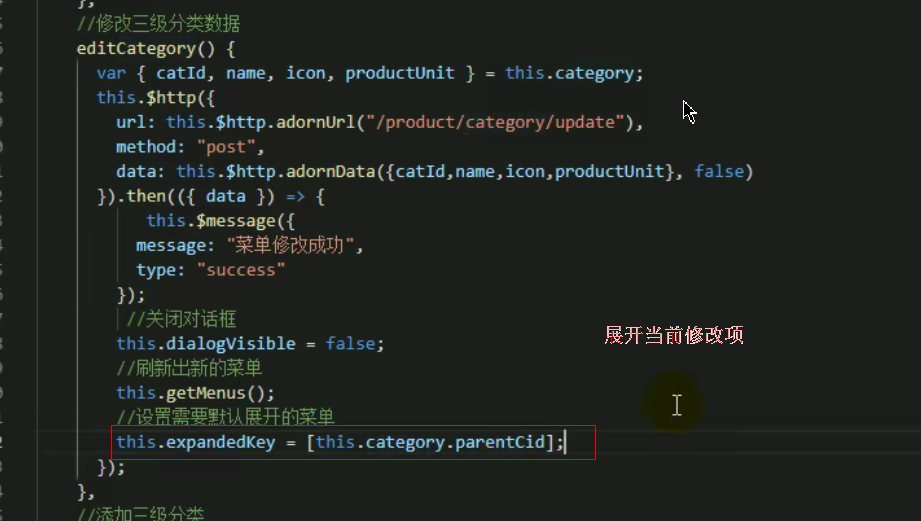 },
//修改三级分类数据
editCategory() {
var { catId, name, icon, productUnit } = this.category;
this.$http({
url: this.$http.adornUrl("/product/category/update"),
method: "post",
data: this.$http.adornData({catId,name,icon,productUnit}, false)
}).then(({ data }) => {
this.$message({
message: "菜单修改成功",
type: "success"
});
//关闭对话框
this.dialogVisible = false;
展开当前修改项
//刷新出新的菜单
this.getMenus();
//设置需要默认展开的菜单
this.expandedKey = [this.category.parentCid];
});
},
//添加三级分类